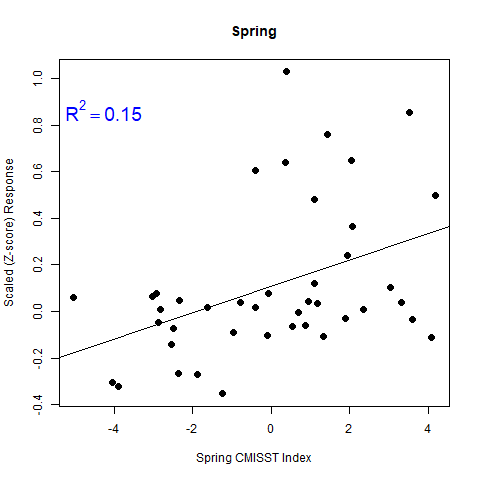 Spring
R² = 0.15
Scaled (Z-score) Response
1.0
0.8
0.6
0.4
0.2
0.0
-0.2
-0.4
-4 -2 0 2 4
Spring CMISST Index